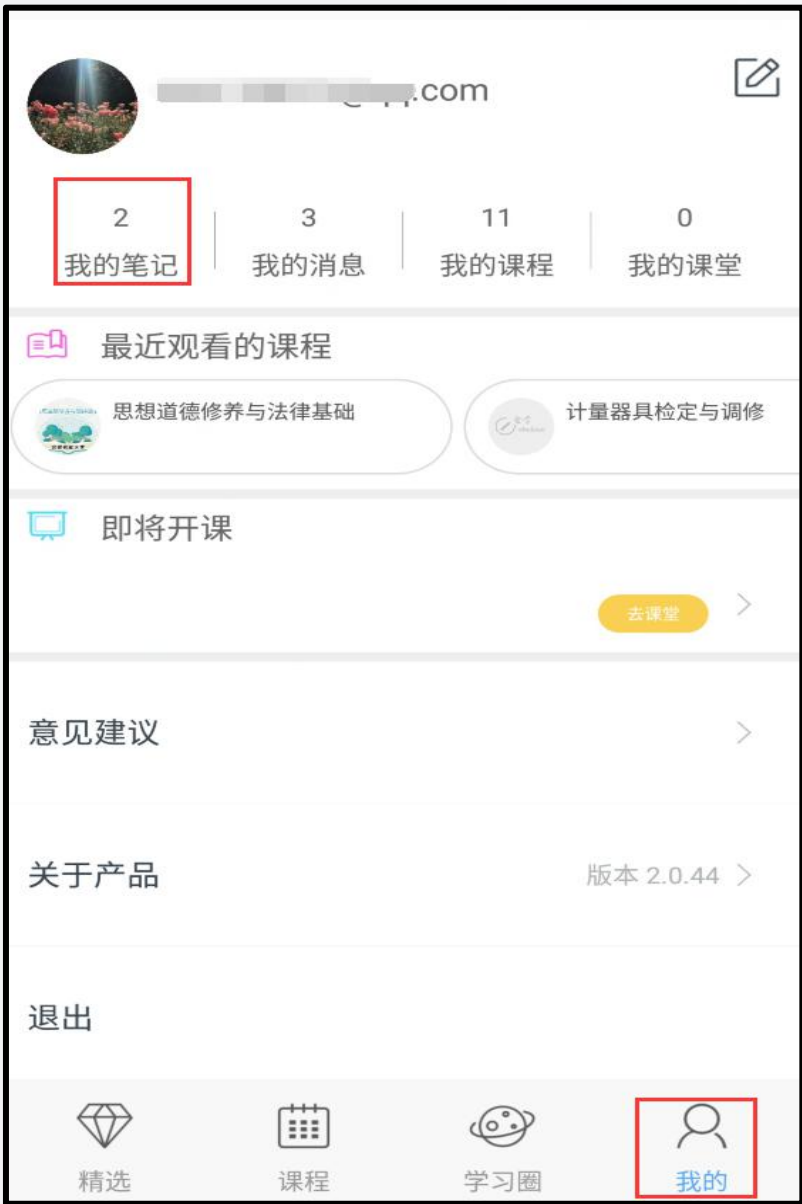 .com
2 3 11 0
我的笔记 我的消息 我的课程 我的课堂
最近观看的课程
思想道德修养与法律基础 计量器具检定与调修
即将开课
去课堂
意见建议
关于产品 版本 2.0.44
退出
精选 课程 学习圈 我的